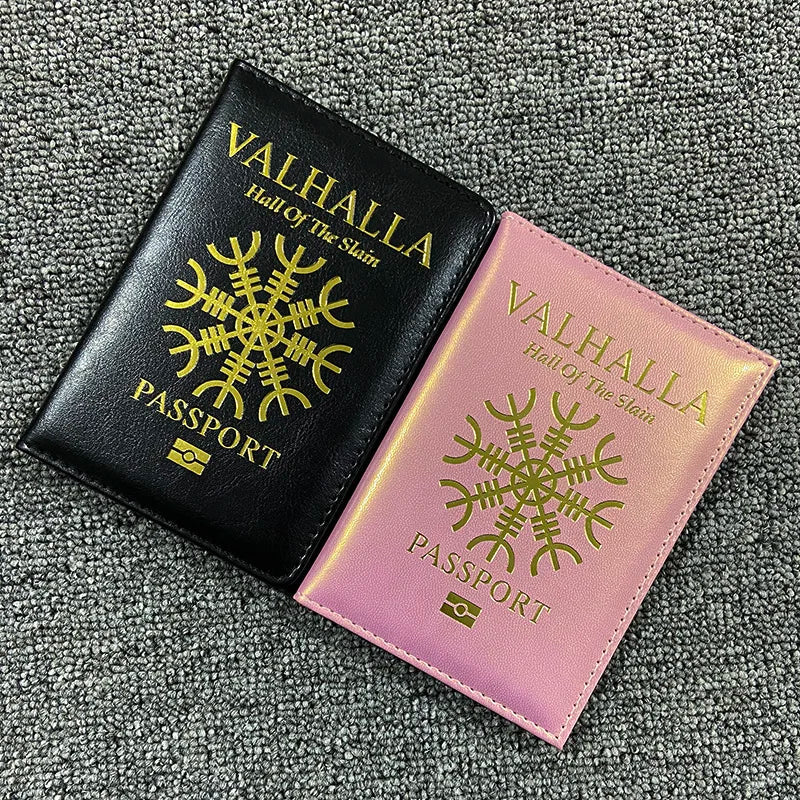 VALHALLA
Hall Of The Slain
PASSPORT
VALHALLA
Hall Of The Slain
PASSPORT